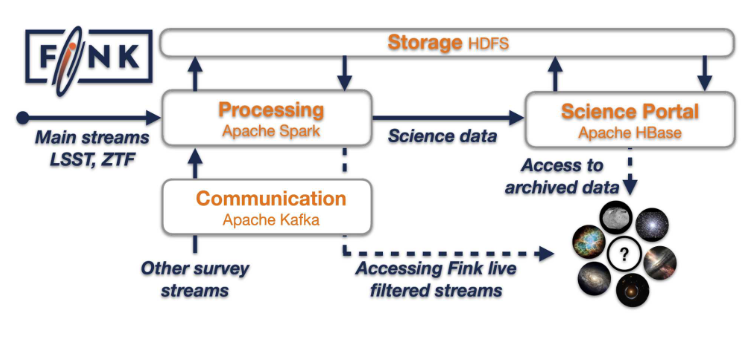 FINK
Storage HDFS
Processing
Apache Spark
Science Portal
Apache HBase
Main streams
LSST, ZTF
Science data
Access to
archived data
Communication
Apache Kafka
?
Other survey
streams
Accessing Fink live
filtered streams